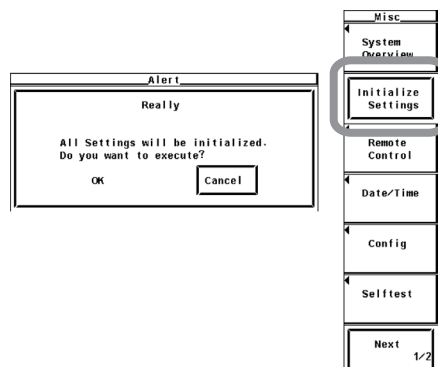 Alert
Really
All Settings will be initialized.
Do you want to execute?
OK
Cancel
Misc
System
Overview
Initialize
Settings
Remote
Control
Date/Time
Config
Selftest
Next
1/2